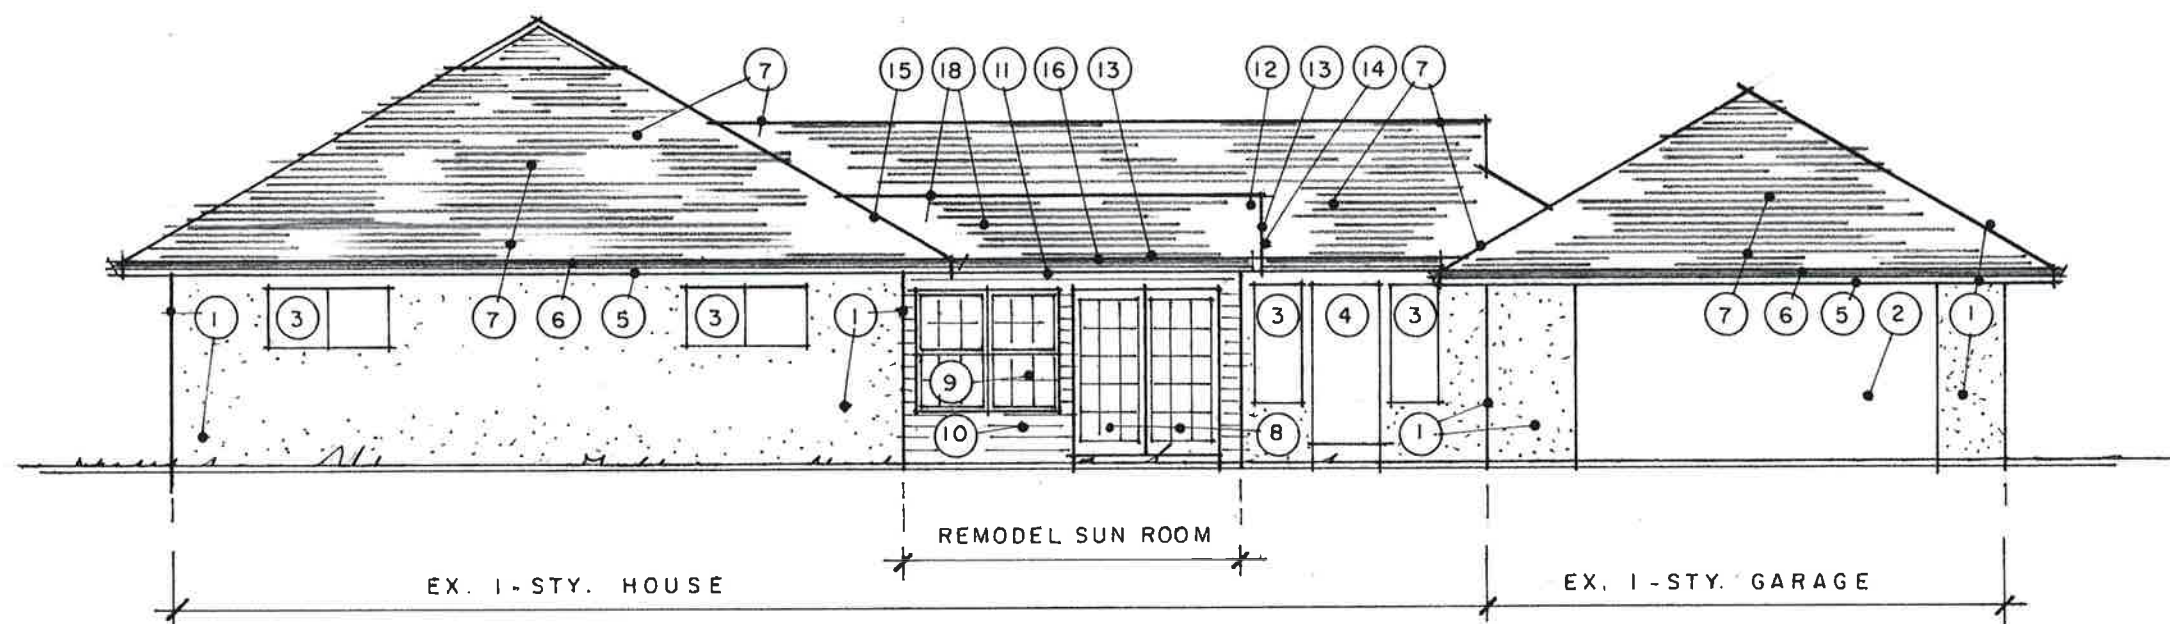 7 15 18 11 16 13 12 13 14 7
1 3 7 6 5 3 1 3 4 3 7 6 5 2 1
9
10 8 1
REMODEL SUN ROOM
EX. 1-STY. HOUSE
EX. 1-STY. GARAGE